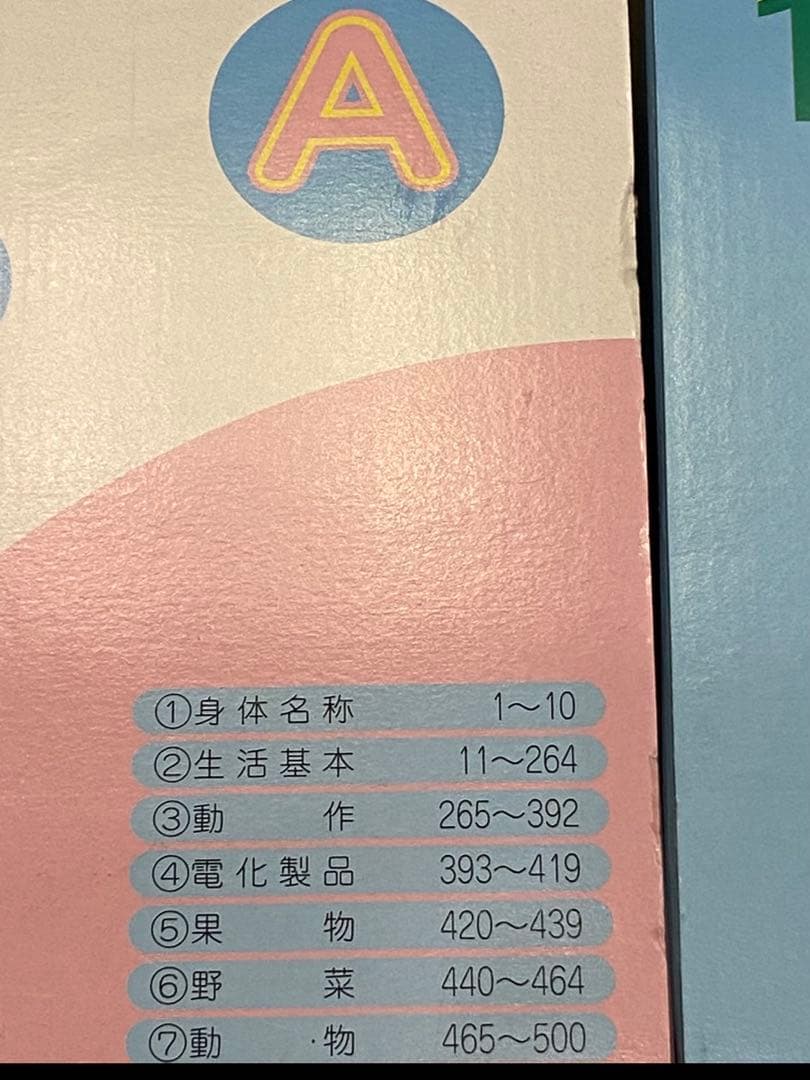 A
①身体名称 1〜10
②生活基本 11〜264
③動作 265〜392
④電化製品 393〜419
⑤果物 420〜439
⑥野菜 440〜464
⑦動物 465〜500